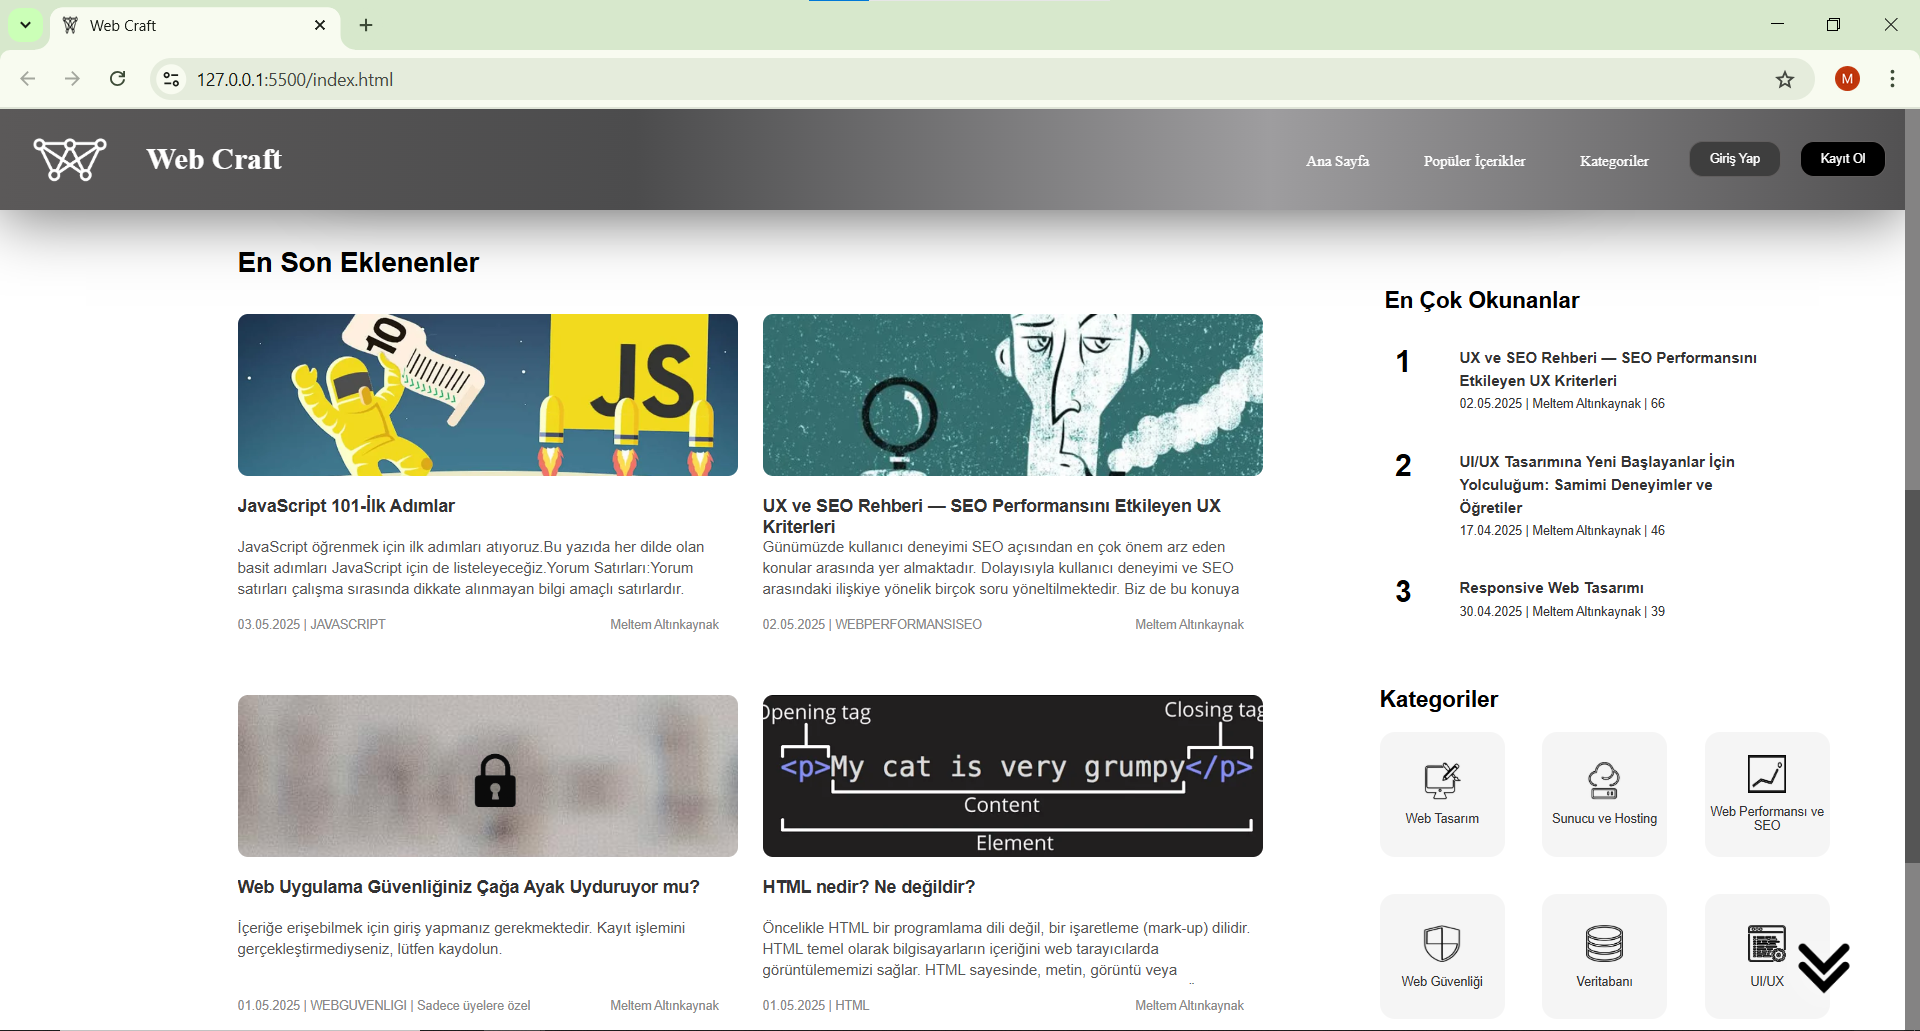 Web Craft
127.0.0.1:5500/index.html
M
Web Craft
Ana Sayfa
Popüler İçerikler
Kategoriler
Giriş Yap
Kayıt Ol
En Son Eklenenler
10
JS
JavaScript 101-İlk Adımlar
JavaScript öğrenmek için ilk adımları atıyoruz.Bu yazıda her dilde olan
basit adımları JavaScript için de listeleyeceğiz.Yorum Satırları:Yorum
satırları çalışma sırasında dikkate alınmayan bilgi amaçlı satırlardır.
03.05.2025 | JAVASCRIPT
Meltem Altınkaynak
UX ve SEO Rehberi — SEO Performansını Etkileyen UX
Kriterleri
Günümüzde kullanıcı deneyimi SEO açısından en çok önem arz eden
konular arasında yer almaktadır. Dolayısıyla kullanıcı deneyimi ve SEO
arasındaki ilişkiye yönelik birçok soru yöneltilmektedir. Biz de bu konuya
02.05.2025 | WEBPERFORMANSISEO
Meltem Altınkaynak
Web Uygulama Güvenliğiniz Çağa Ayak Uyduruyor mu?
İçeriğe erişebilmek için giriş yapmanız gerekmektedir. Kayıt işlemini
gerçekleştirmediyseniz, lütfen kaydolun.
01.05.2025 | WEBGUVENLIGI | Sadece üyelere özel
Meltem Altınkaynak
Opening tag
Closing tag
<p>My cat is very grumpy</p>
Content
Element
HTML nedir? Ne değildir?
Öncelikle HTML bir programlama dili değil, bir işaretleme (mark-up) dilidir.
HTML temel olarak bilgisayarların içeriğini web tarayıcılarda
görüntülememizi sağlar. HTML sayesinde, metin, görüntü veya
01.05.2025 | HTML
Meltem Altınkaynak
En Çok Okunanlar
1
UX ve SEO Rehberi — SEO Performansını
Etkileyen UX Kriterleri
02.05.2025 | Meltem Altınkaynak | 66
2
UI/UX Tasarımına Yeni Başlayanlar İçin
Yolculuğum: Samimi Deneyimler ve
Öğretiler
17.04.2025 | Meltem Altınkaynak | 46
3
Responsive Web Tasarımı
30.04.2025 | Meltem Altınkaynak | 39
Kategoriler
Web Tasarım
Sunucu ve Hosting
Web Performansı ve
SEO
Web Güvenliği
Veritabanı
UI/UX